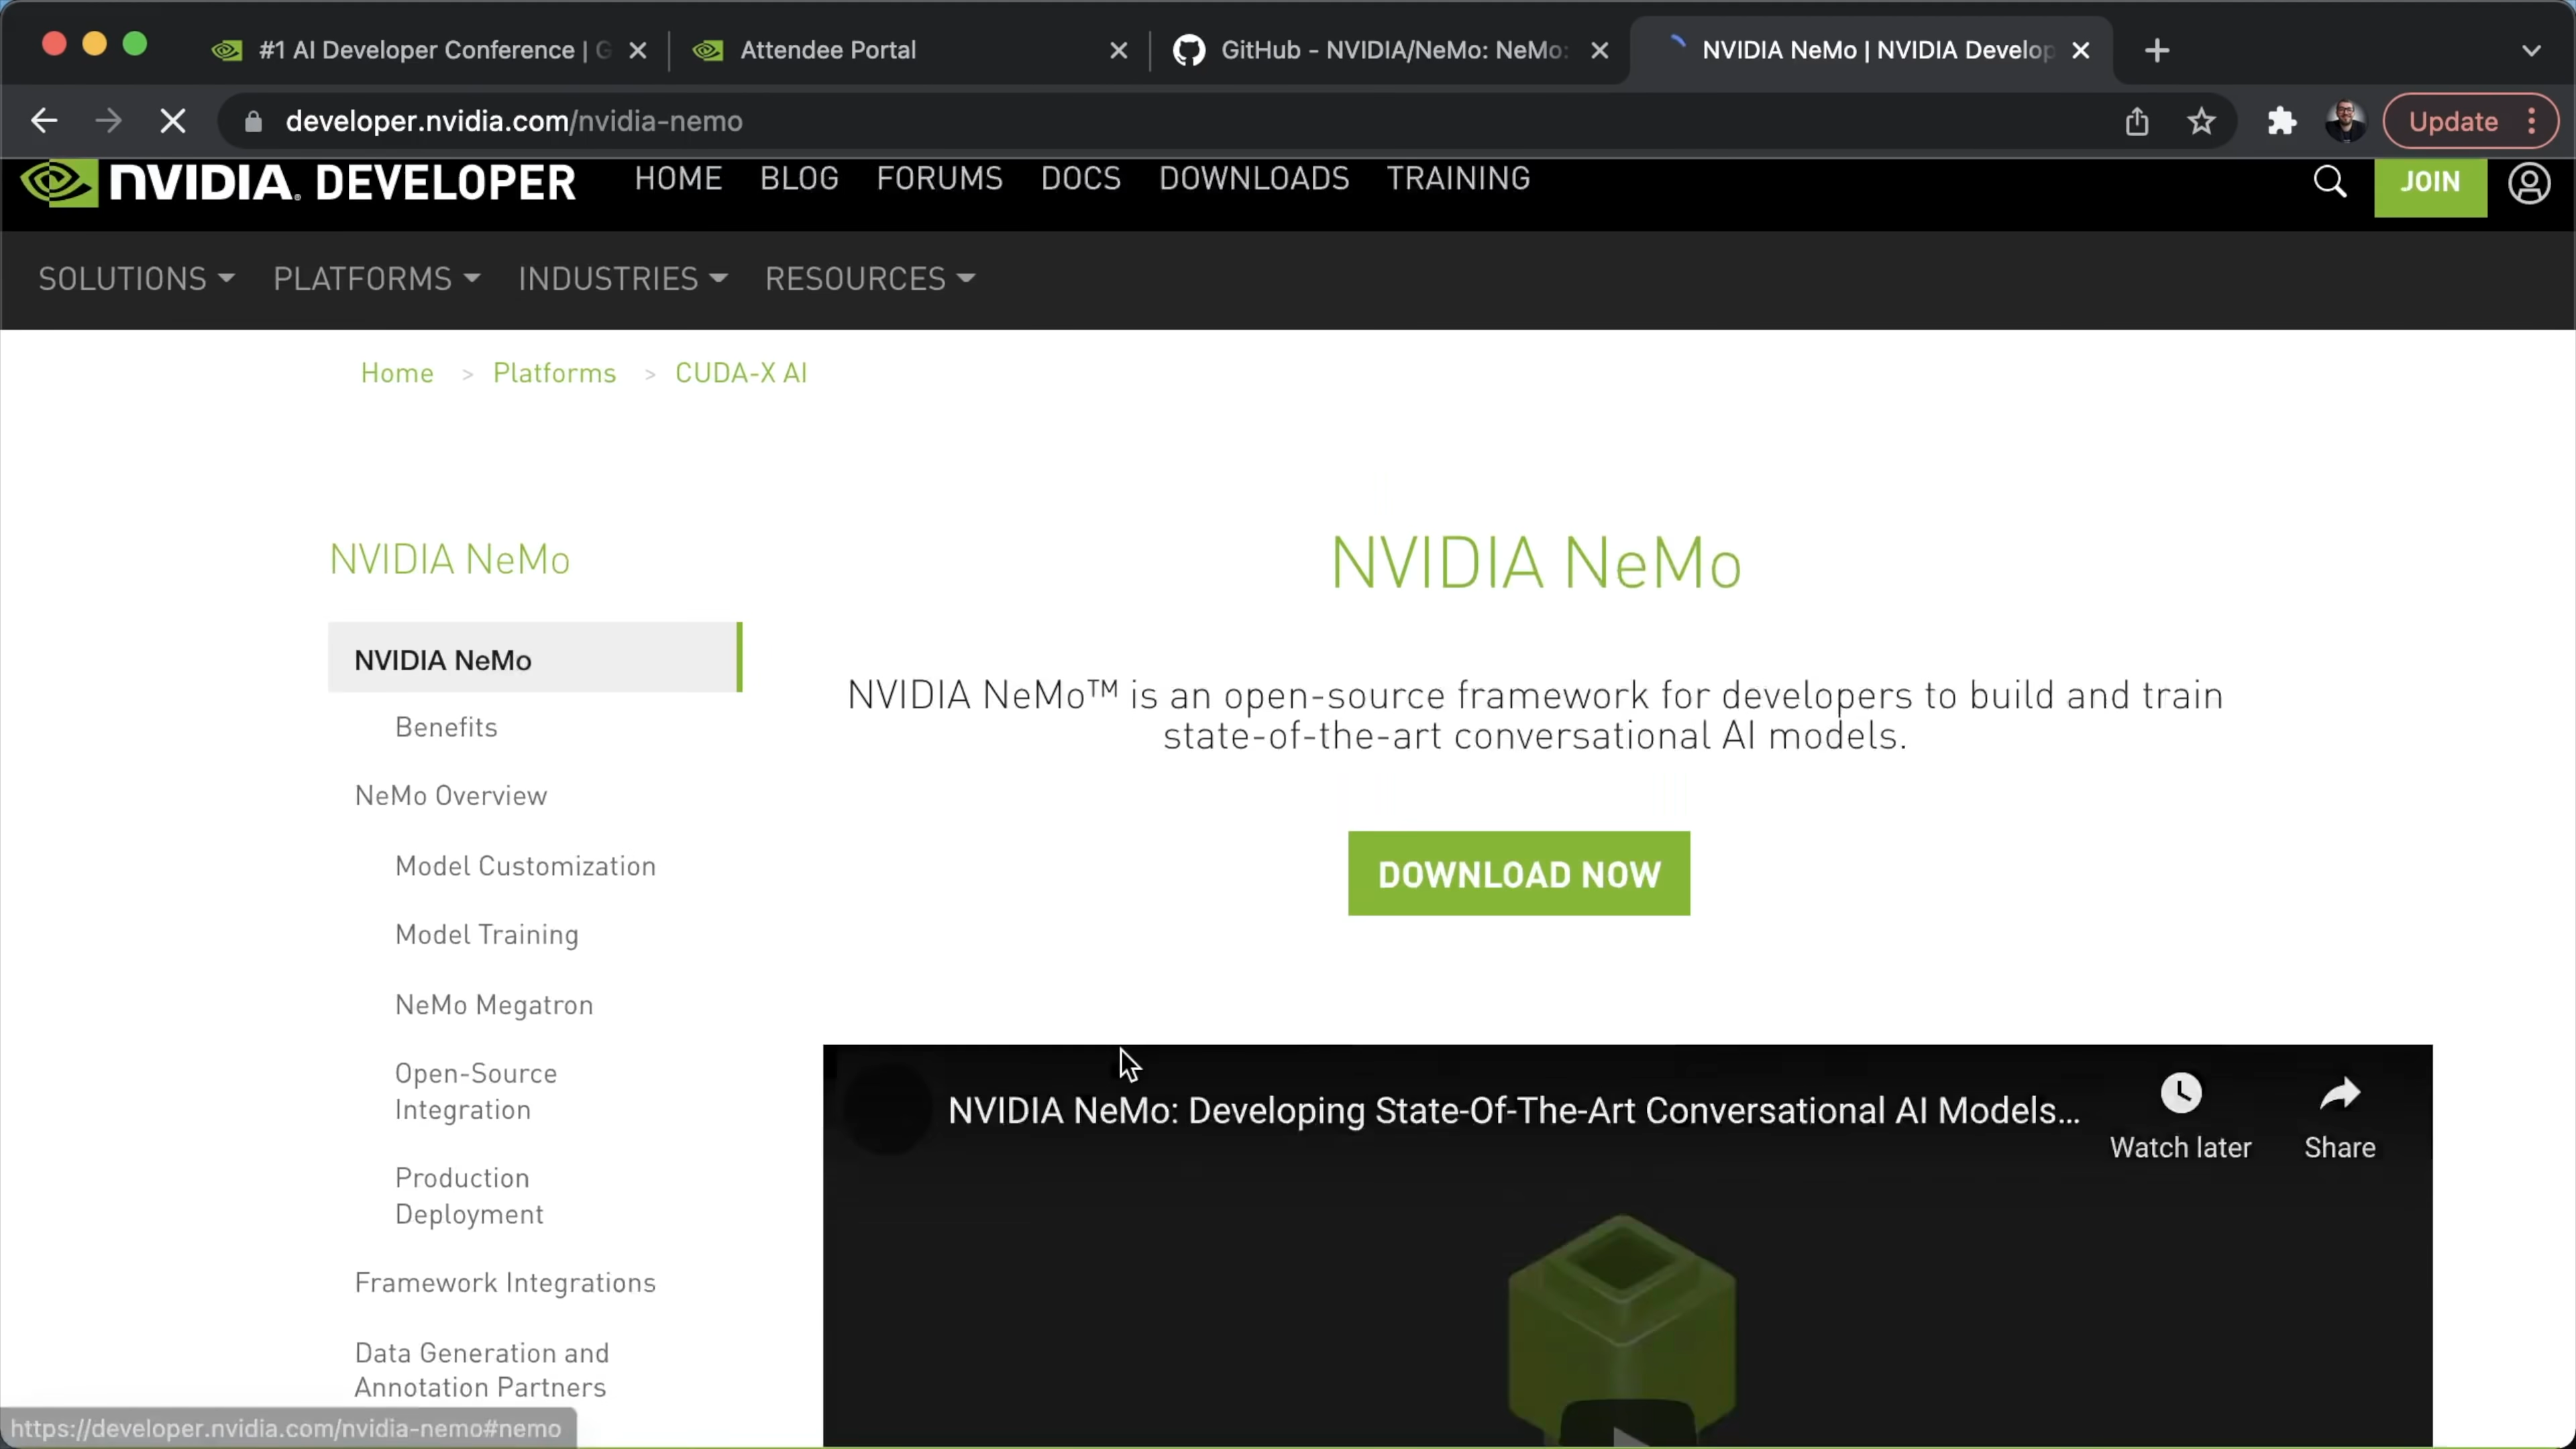 #1 AI Developer Conference | G
Attendee Portal
GitHub - NVIDIA/NeMo: NeMo:
NVIDIA NeMo | NVIDIA Develop
developer.nvidia.com/nvidia-nemo
Update
NVIDIA. DEVELOPER
HOME
BLOG
FORUMS
DOCS
DOWNLOADS
TRAINING
JOIN
SOLUTIONS
PLATFORMS
INDUSTRIES
RESOURCES
Home > Platforms > CUDA-X AI
NVIDIA NeMo
NVIDIA NeMo
Benefits
NeMo Overview
Model Customization
Model Training
NeMo Megatron
Open-Source
Integration
Production
Deployment
Framework Integrations
Data Generation and
Annotation Partners
NVIDIA NeMo
NVIDIA NeMo™ is an open-source framework for developers to build and train
state-of-the-art conversational AI models.
DOWNLOAD NOW
NVIDIA NeMo: Developing State-Of-The-Art Conversational AI Models...
Watch later
Share
https://developer.nvidia.com/nvidia-nemo#nemo